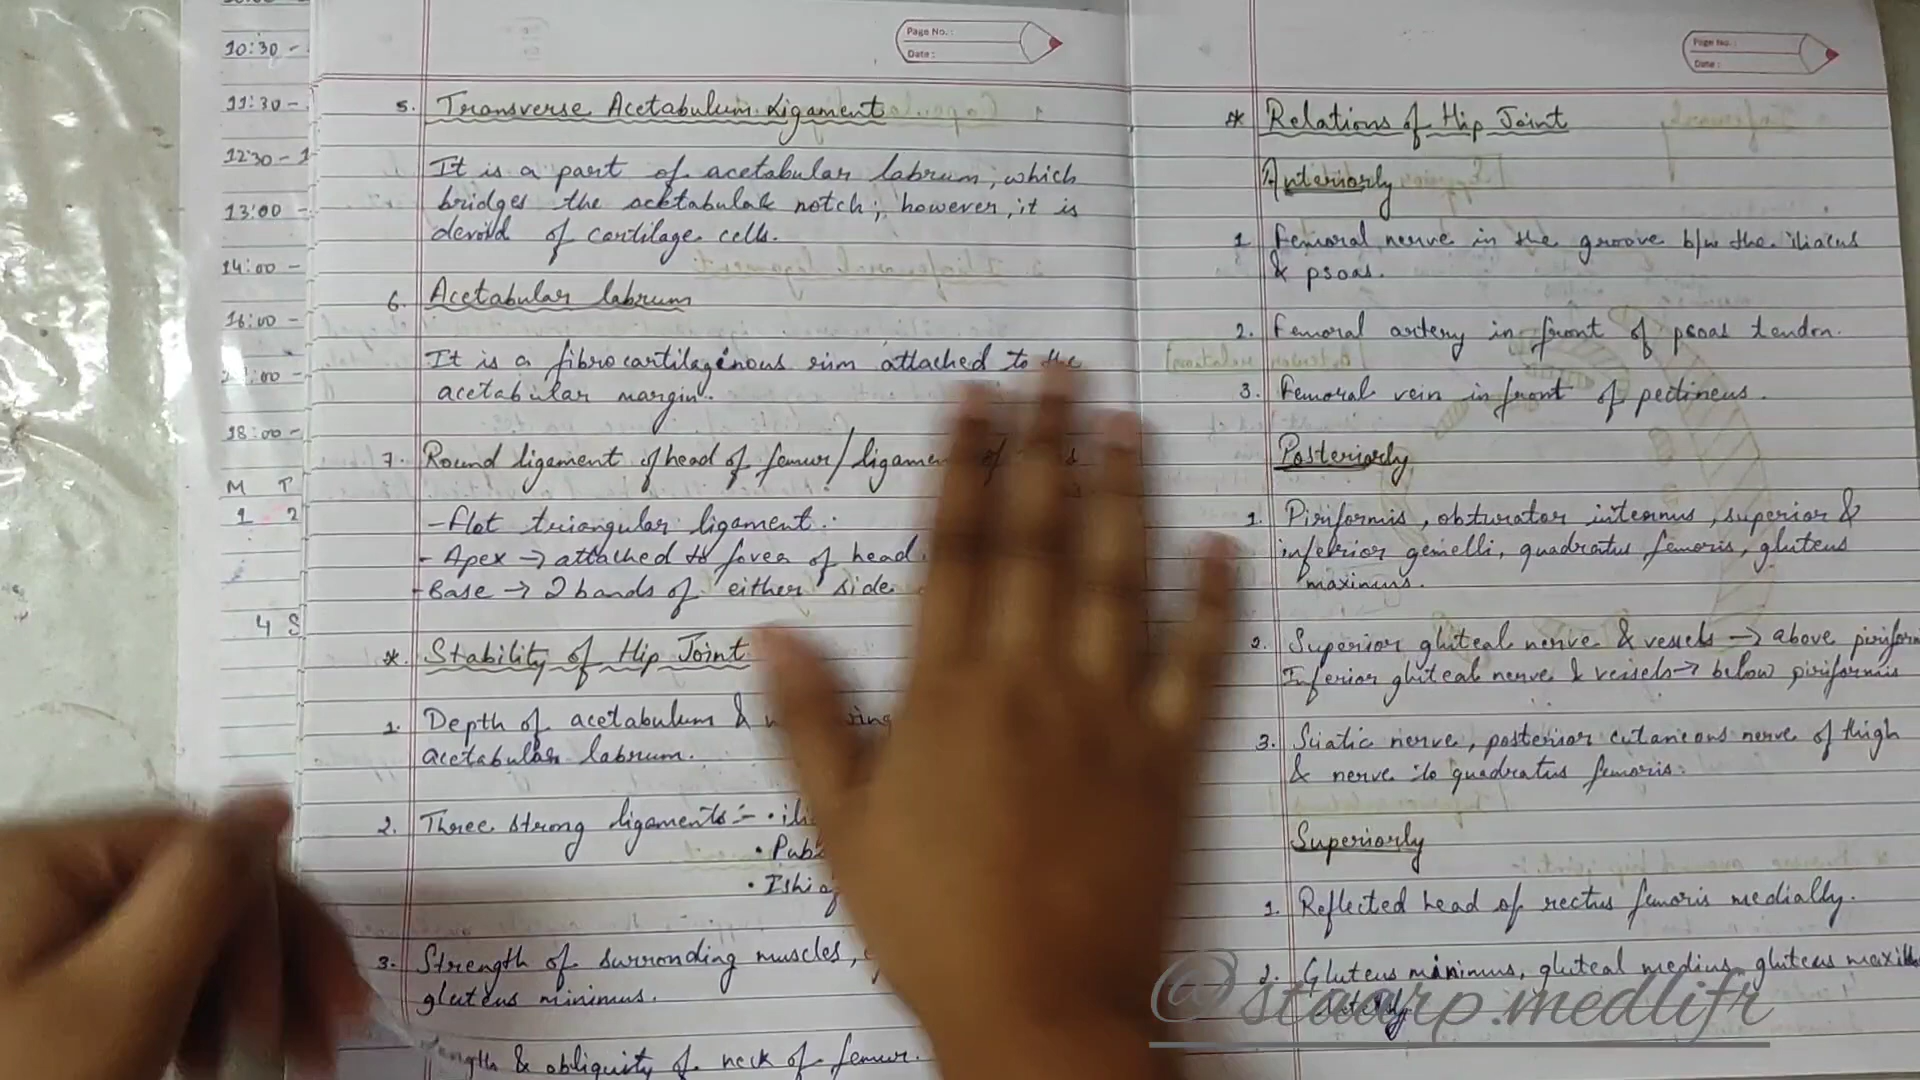 10:30 -
11:30 -
12:30 - 1
13:00 -
14:00 -
16:00 -
:00 -
18:00 -
M T
1 2
4 S
Page No. :
Date :
5. Transverse Acetabulum Ligament
It is a part of acetabular labrum, which
bridges the acetabular notch; however, it is
devoid of cartilage cells.
6. Acetabular labrum
It is a fibrocartilaginous rim attached to the
acetabular margin.
7. Round ligament of head of femur / ligament of
- Flat triangular ligament.
- Apex → attached to fovea of head
- Base → 2 bands of either side
* Stability of Hip Joint
1. Depth of acetabulum &
acetabular labrum.
2. Three strong ligaments :- •
•
•
3. Strength of surronding muscles,
gluteus minimus.
& obliquity of neck of femur.
Page No. :
Date :
* Relations of Hip Joint
Anteriorly
1 Femoral nerve in the groove b/w the iliacus
& psoas.
2. Femoral artery in front of psoas tendon.
3. Femoral vein in front of pectineus.
Posteriorly
1. Piriformis, obturator internus, superior &
inferior gemelli, quadratus femoris, gluteus
maximus.
2. Superior gluteal nerve & vessels → above
Inferior gluteal nerve & vessels → below piriformis
3. Sciatic nerve, posterior cutaneous nerve of thigh
& nerve to quadratus femoris.
Superiorly
1. Reflected head of rectus femoris medially.
2. Gluteus minimus, gluteal medius, gluteus
@staarp.medlifr